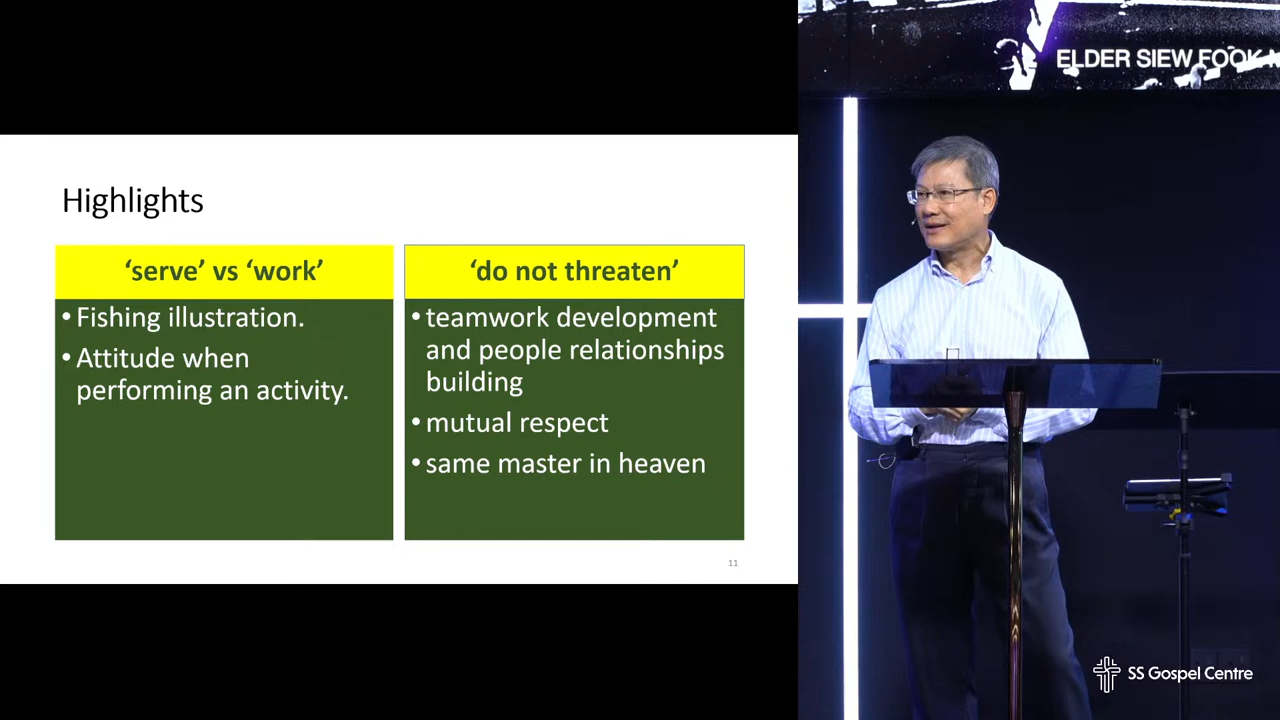 Highlights
‘serve’ vs ‘work’
• Fishing illustration.
• Attitude when
performing an activity.
‘do not threaten’
• teamwork development
and people relationships
building
• mutual respect
• same master in heaven
11
ELDER SIEW FOOK
SS Gospel Centre